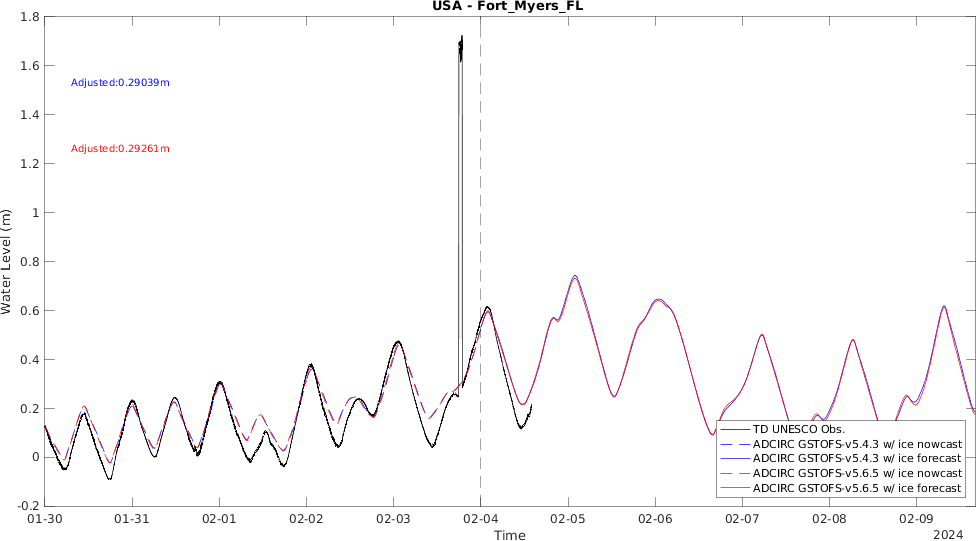 USA - Fort_Myers_FL
1.8
1.6
Adjusted:0.29039m
1.4
Adjusted:0.29261m
1.2
1
0.8
0.6
0.4
0.2
0
-0.2
Water Level (m)
TD UNESCO Obs.
ADCIRC GSTOFS-v5.4.3 w/ ice nowcast
ADCIRC GSTOFS-v5.4.3 w/ ice forecast
ADCIRC GSTOFS-v5.6.5 w/ ice nowcast
ADCIRC GSTOFS-v5.6.5 w/ ice forecast
01-30 01-31 02-01 02-02 02-03 02-04 02-05 02-06 02-07 02-08 02-09
Time
2024